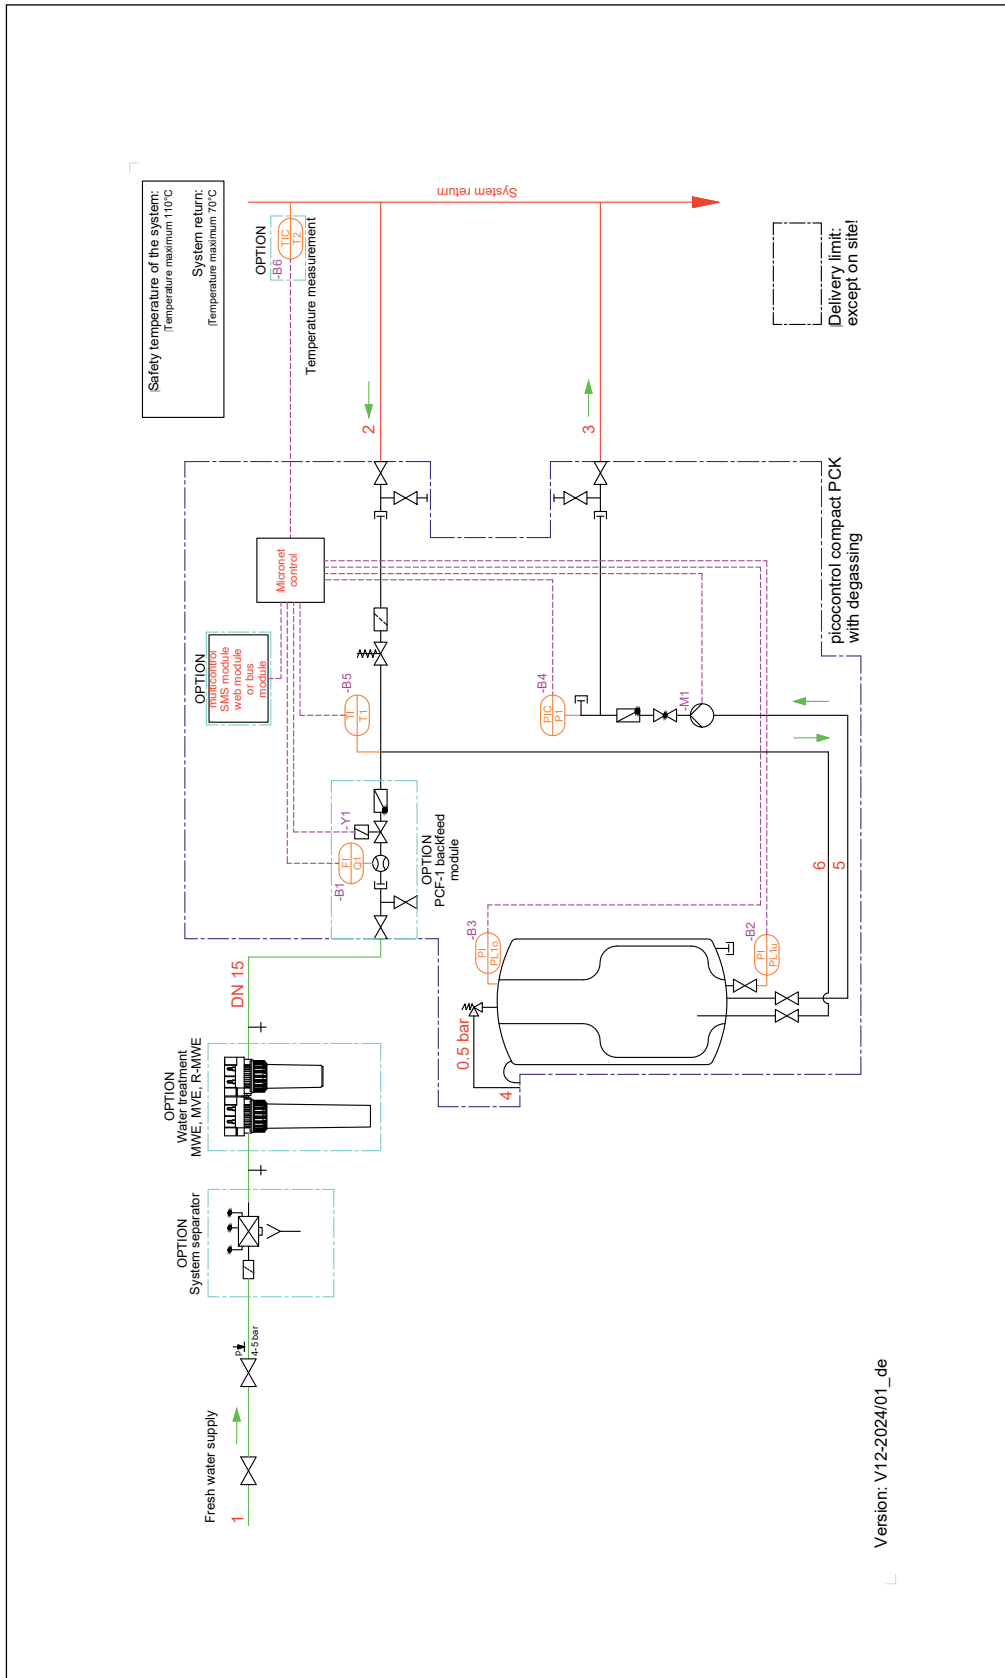 Safety temperature of the system:
Temperature maximum 110°C
System return:
Temperature maximum 70°C
OPTION
-B6
TIC
T2
Temperature measurement
System return
Delivery limit:
except on site!
2
3
Micronet
control
OPTION
multicontrol
SMS module
web module
or bus
module
-B5
TI
T1
-B4
PIC
P1
-M1
picocontrol compact PCK
with degassing
-Y1
-B1
FI
Q1
OPTION
PCF-1 backfeed
module
6
5
-B3
PI
PL1o
-B2
PI
PL1u
0.5 bar
4
DN 15
OPTION
Water treatment
MWE, MVE, R-MWE
OPTION
System separator
p
4-5 bar
Fresh water supply
1
Version: V12-2024/01_de